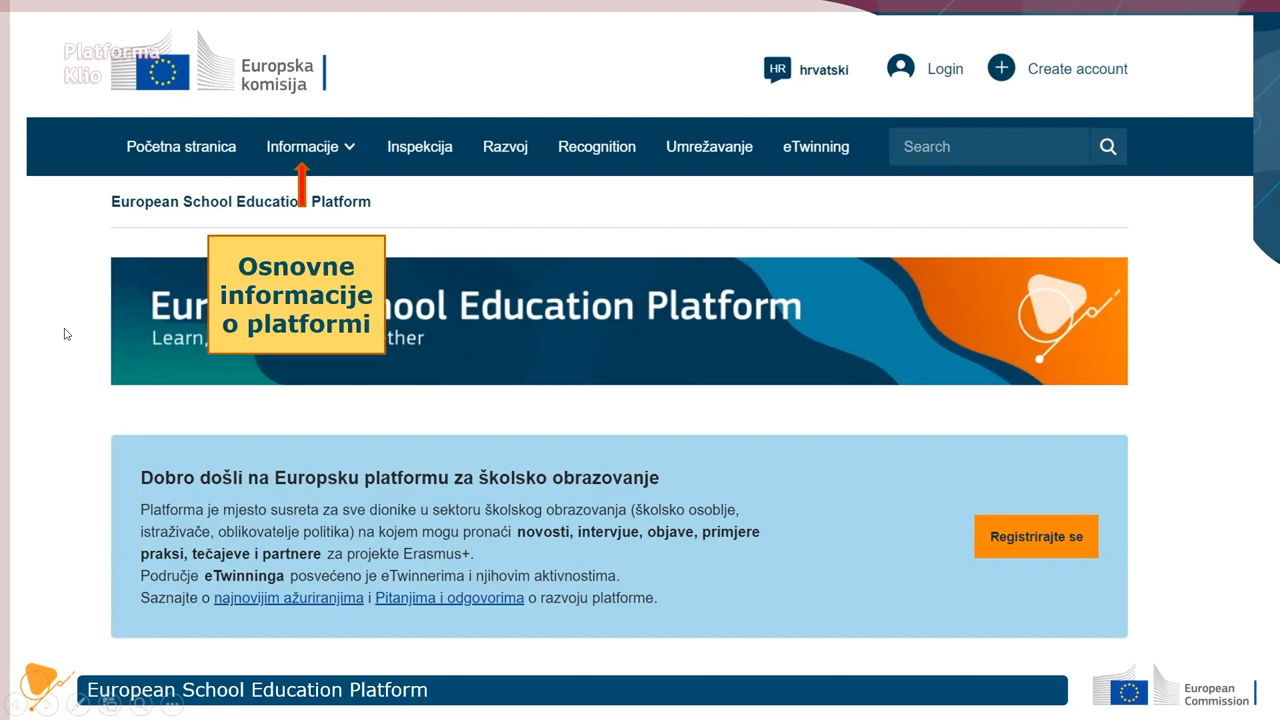 Platforma
Klio
Europska
komisija
HR hrvatski Login Create account
Početna stranica Informacije Inspekcija Razvoj Recognition Umrežavanje eTwinning Search
European School Educatio Platform
Osnovne
informacije
o platformi
Eur ool Education Platform
Learn, ther
Dobro došli na Europsku platformu za školsko obrazovanje
Platforma je mjesto susreta za sve dionike u sektoru školskog obrazovanja (školsko osoblje,
istraživače, oblikovatelje politika) na kojem mogu pronaći novosti, intervjue, objave, primjere
praksi, tečajeve i partnere za projekte Erasmus+.
Područje eTwinninga posvećeno je eTwinnerima i njihovim aktivnostima.
Saznajte o najnovijim ažuriranjima i Pitanjima i odgovorima o razvoju platforme.
Registrirajte se
European School Education Platform
European
Commission